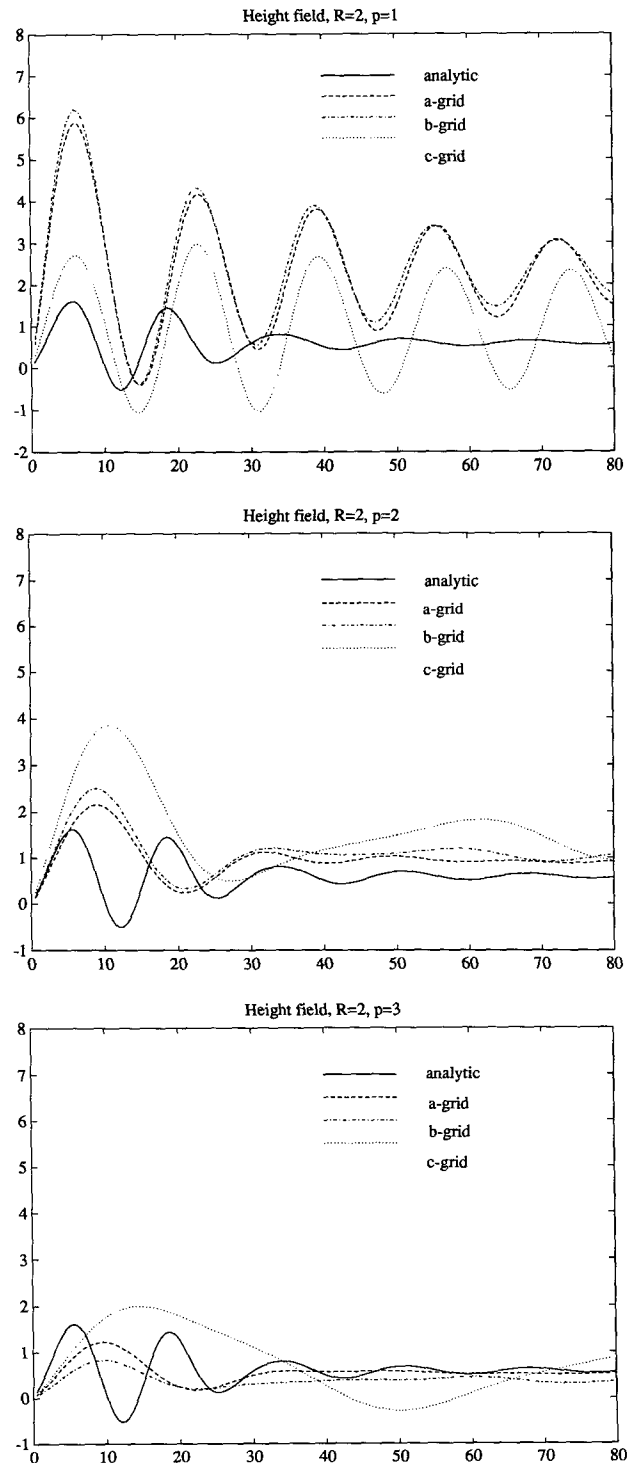 Height field, R=2, p=1
8
7
6
5
4
3
2
1
0
-1
-2
analytic
a-grid
b-grid
c-grid
0 10 20 30 40 50 60 70 80
Height field, R=2, p=2
8
7
6
5
4
3
2
1
0
-1
analytic
a-grid
b-grid
c-grid
0 10 20 30 40 50 60 70 80
Height field, R=2, p=3
8
7
6
5
4
3
2
1
0
-1
analytic
a-grid
b-grid
c-grid
0 10 20 30 40 50 60 70 80